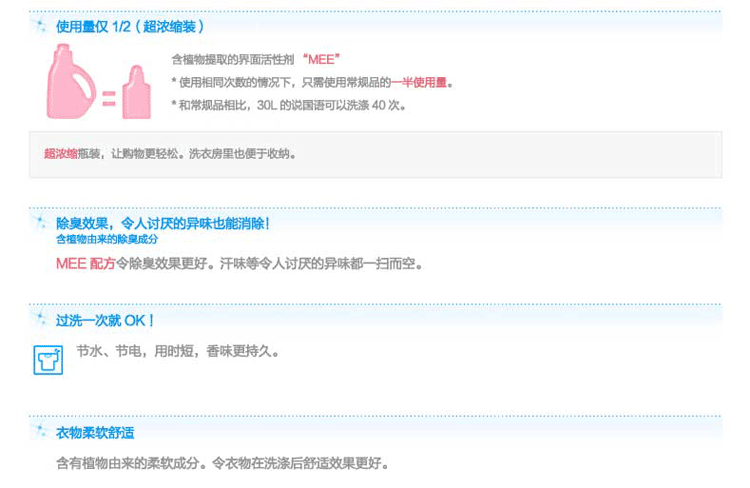 使用量仅 1/2（超浓缩装）
含植物提取的界面活性剂 “MEE”
* 使用相同次数的情况下，只需使用常规品的一半使用量。
* 和常规品相比，30L 的说国语可以洗涤 40 次。
超浓缩瓶装，让购物更轻松。洗衣房里也便于收纳。
除臭效果，令人讨厌的异味也能消除！
含植物由来的除臭成分
MEE 配方令除臭效果更好。汗味等令人讨厌的异味都一扫而空。
过洗一次就 OK！
节水、节电，用时短，香味更持久。
衣物柔软舒适
含有植物由来的柔软成分。令衣物在洗涤后舒适效果更好。